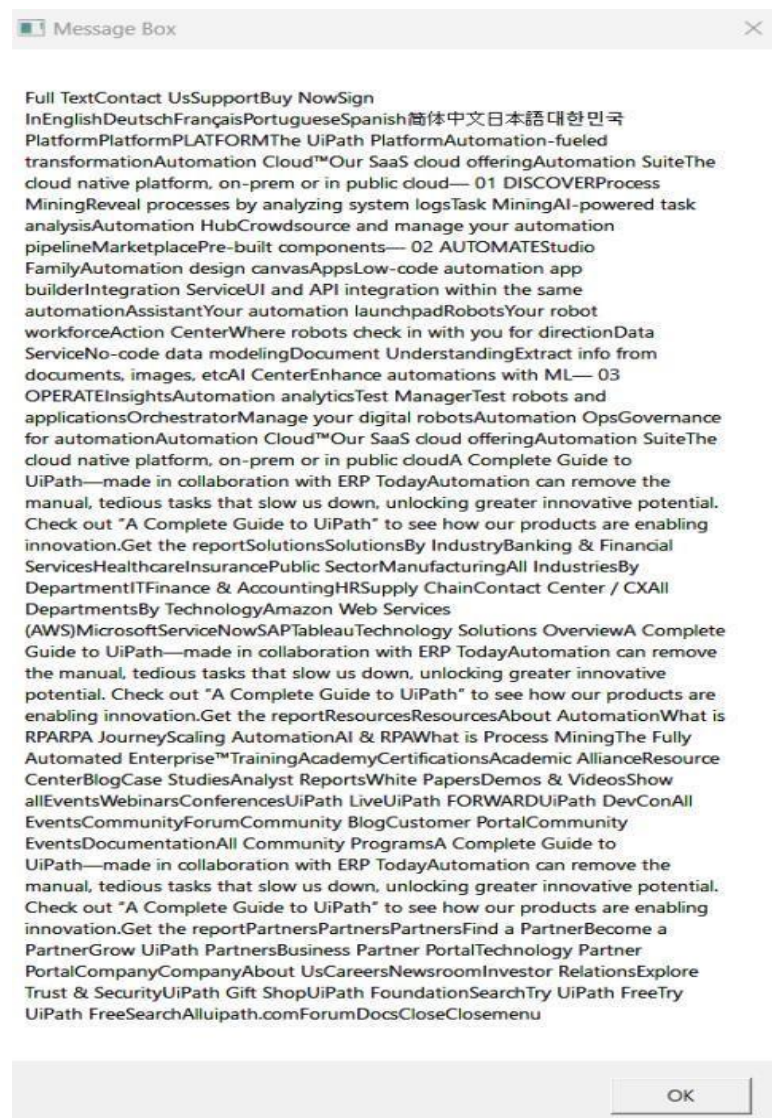 Message Box
Full TextContact UsSupportBuy NowSign
InEnglishDeutschFrançaisPortugueseSpanish简体中文日本語대한민국
PlatformPlatformPLATFORMThe UiPath PlatformAutomation-fueled
transformationAutomation Cloud™Our SaaS cloud offeringAutomation SuiteThe
cloud native platform, on-prem or in public cloud— 01 DISCOVERProcess
MiningReveal processes by analyzing system logsTask MiningAI-powered task
analysisAutomation HubCrowdsource and manage your automation
pipelineMarketplacePre-built components— 02 AUTOMATEStudio
FamilyAutomation design canvasAppsLow-code automation app
builderIntegration ServiceUI and API integration within the same
automationAssistantYour automation launchpadRobotsYour robot
workforceAction CenterWhere robots check in with you for directionData
ServiceNo-code data modelingDocument UnderstandingExtract info from
documents, images, etcAI CenterEnhance automations with ML— 03
OPERATEInsightsAutomation analyticsTest ManagerTest robots and
applicationsOrchestratorManage your digital robotsAutomation OpsGovernance
for automationAutomation Cloud™Our SaaS cloud offeringAutomation SuiteThe
cloud native platform, on-prem or in public cloudA Complete Guide to
UiPath—made in collaboration with ERP TodayAutomation can remove the
manual, tedious tasks that slow us down, unlocking greater innovative potential.
Check out "A Complete Guide to UiPath" to see how our products are enabling
innovation.Get the reportSolutionsSolutionsBy IndustryBanking & Financial
ServicesHealthcareInsurancePublic SectorManufacturingAll IndustriesBy
DepartmentITFinance & AccountingHRSupply ChainContact Center / CXAll
DepartmentsBy TechnologyAmazon Web Services
(AWS)MicrosoftServiceNowSAPTableauTechnology Solutions OverviewA Complete
Guide to UiPath—made in collaboration with ERP TodayAutomation can remove
the manual, tedious tasks that slow us down, unlocking greater innovative
potential. Check out "A Complete Guide to UiPath" to see how our products are
enabling innovation.Get the reportResourcesResourcesAbout AutomationWhat is
RPARPA JourneyScaling AutomationAI & RPAWhat is Process MiningThe Fully
Automated Enterprise™TrainingAcademyCertificationsAcademic AllianceResource
CenterBlogCase StudiesAnalyst ReportsWhite PapersDemos & VideosShow
allEventsWebinarsConferencesUiPath LiveUiPath FORWARDUiPath DevConAll
EventsCommunityForumCommunity BlogCustomer PortalCommunity
EventsDocumentationAll Community ProgramsA Complete Guide to
UiPath—made in collaboration with ERP TodayAutomation can remove the
manual, tedious tasks that slow us down, unlocking greater innovative potential.
Check out "A Complete Guide to UiPath" to see how our products are enabling
innovation.Get the reportPartnersPartnersPartnersFind a PartnerBecome a
PartnerGrow UiPath PartnersBusiness Partner PortalTechnology Partner
PortalCompanyCompanyAbout UsCareersNewsroomInvestor RelationsExplore
Trust & SecurityUiPath Gift ShopUiPath FoundationSearchTry UiPath FreeTry
UiPath FreeSearchAlluipath.comForumDocsCloseClosemenu
OK